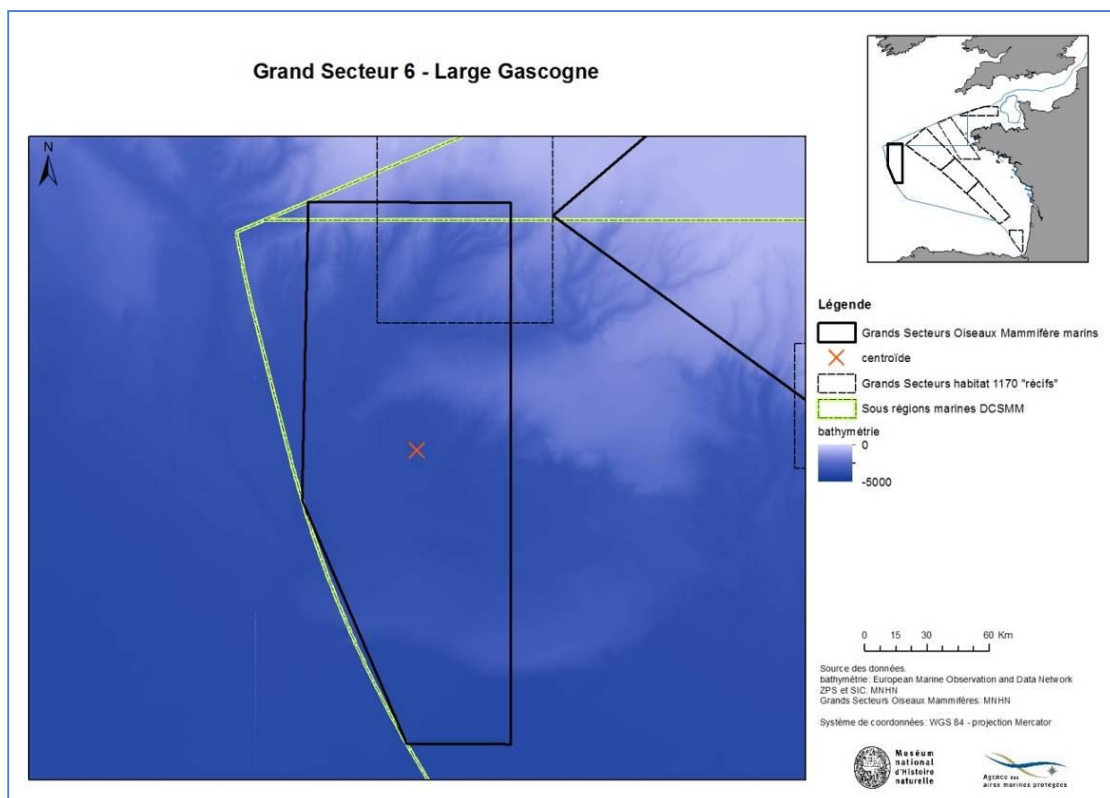 Grand Secteur 6 - Large Gascogne
N
Légende
Grands Secteurs Oiseaux Mammifère marins
centroïde
Grands Secteurs habitat 1170 "récifs"
Sous régions marines DCSMM
bathymétrie
0
-5000
0 15 30 60 Km
Source des données.
bathymétrie: European Marine Observation and Data Network
ZPS et SIC: MNHN
Grands Secteurs Oiseaux Mammifères: MNHN
Système de coordonnées: WGS 84 - projection Mercator
Muséum
national
d'Histoire
naturelle
Agence des
aires marines protégées